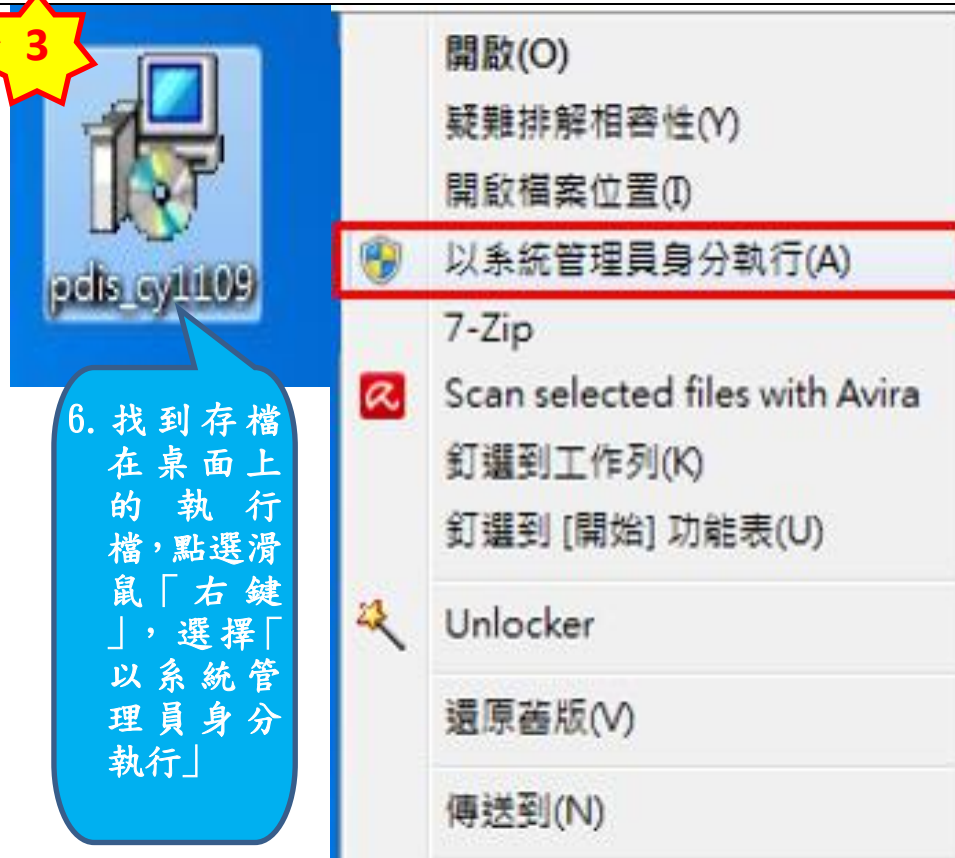 3
pdis_cy1109
6. 找到存檔
在桌面上
的執行
檔，點選滑
鼠「右鍵
」，選擇「
以系統管
理員身分
執行」
開啟(O)
疑難排解相容性(Y)
開啟檔案位置(I)
以系統管理員身分執行(A)
7-Zip
Scan selected files with Avira
釘選到工作列(K)
釘選到 [開始] 功能表(U)
Unlocker
還原舊版(V)
傳送到(N)